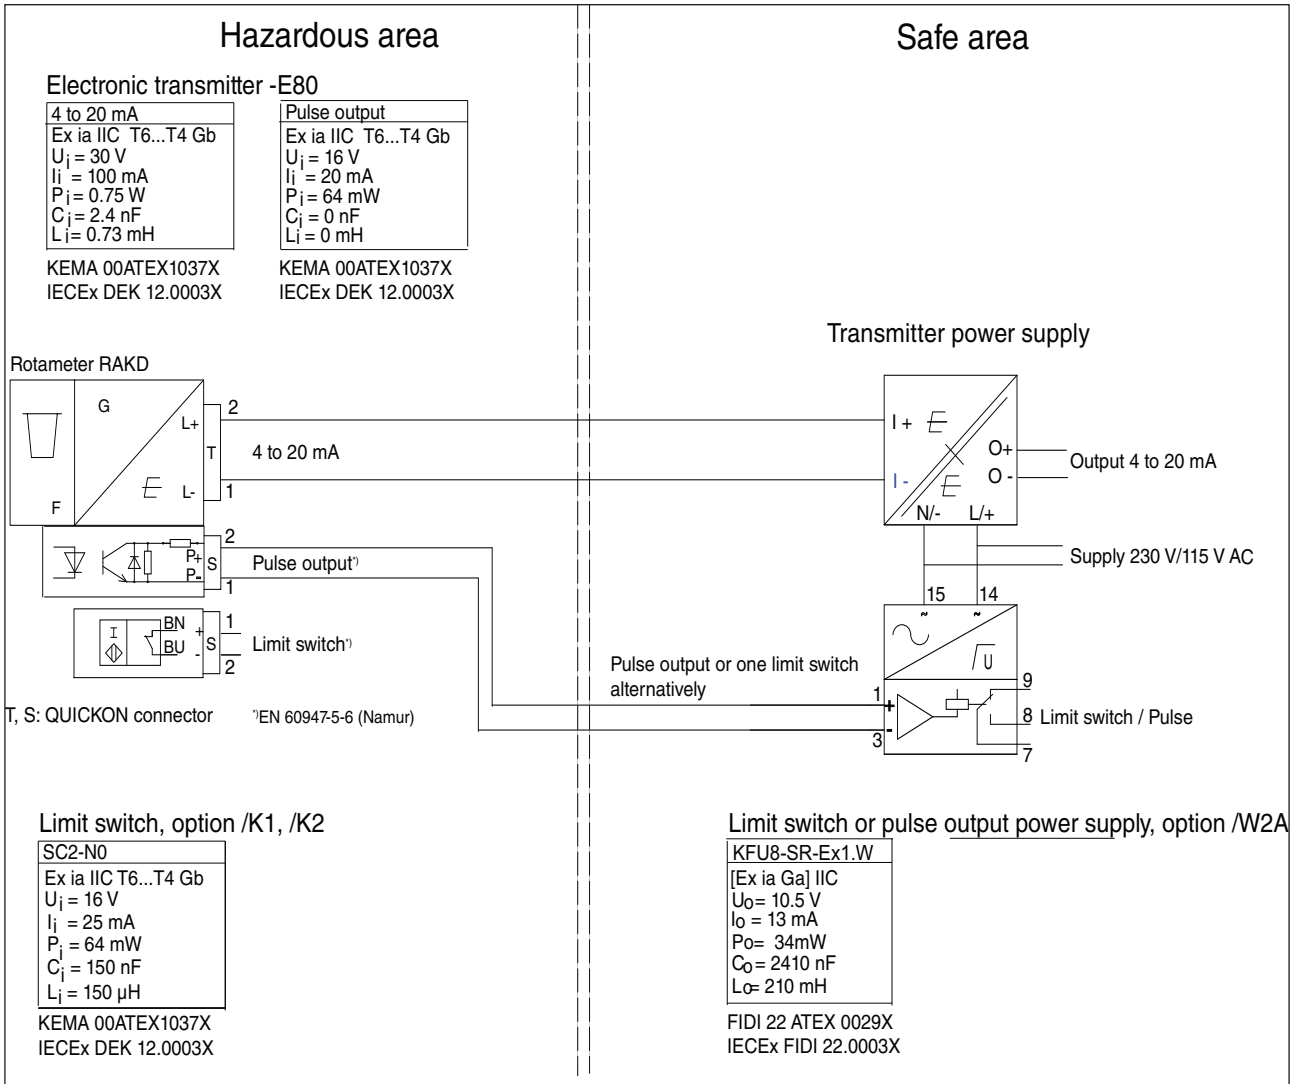 Hazardous area
Safe area
Electronic transmitter -E80
4 to 20 mA
Ex ia IIC T6...T4 Gb
Ui = 30 V
Ii = 100 mA
Pi = 0.75 W
Ci = 2.4 nF
Li = 0.73 mH
KEMA 00ATEX1037X
IECEx DEK 12.0003X
Pulse output
Ex ia IIC T6...T4 Gb
Ui = 16 V
Ii = 20 mA
Pi = 64 mW
Ci = 0 nF
Li = 0 mH
KEMA 00ATEX1037X
IECEx DEK 12.0003X
Transmitter power supply
Rotameter RAKD
G
F
E
L+
L-
T
2
1
4 to 20 mA
I +
I -
E
E
O+
O -
N/-
L/+
Output 4 to 20 mA
Supply 230 V/115 V AC
P+
P-
S
2
1
Pulse output*)
BN
BU
I
+
-
S
1
2
Limit switch*)
15
14
~
~
U
Pulse output or one limit switch
alternatively
1
3
+
-
9
8
7
Limit switch / Pulse
T, S: QUICKON connector
*)EN 60947-5-6 (Namur)
Limit switch, option /K1, /K2
SC2-N0
Ex ia IIC T6...T4 Gb
Ui = 16 V
Ii = 25 mA
Pi = 64 mW
Ci = 150 nF
Li = 150 µH
KEMA 00ATEX1037X
IECEx DEK 12.0003X
Limit switch or pulse output power supply, option /W2A
KFU8-SR-Ex1.W
[Ex ia Ga] IIC
Uo= 10.5 V
Io = 13 mA
Po= 34mW
Co= 2410 nF
Lo= 210 mH
FIDI 22 ATEX 0029X
IECEx FIDI 22.0003X